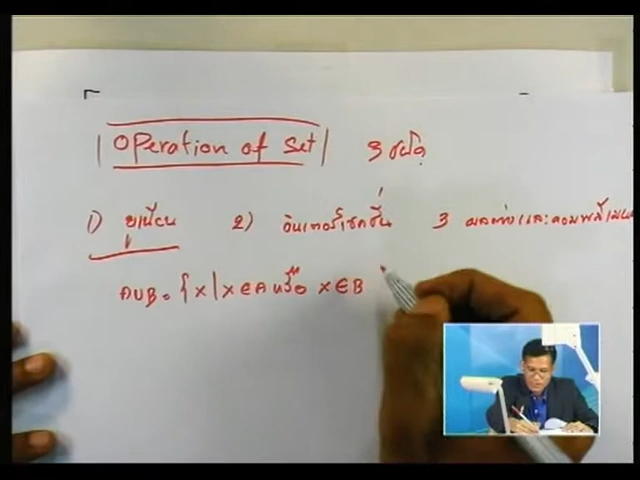 Operation of set 3 ชนิด
1) ยูเนียน 2) อินเตอร์เซคชั่น 3 ผลต่างและคอมพลีเมน
AUB = {x | x ∈ A หรือ x ∈ B